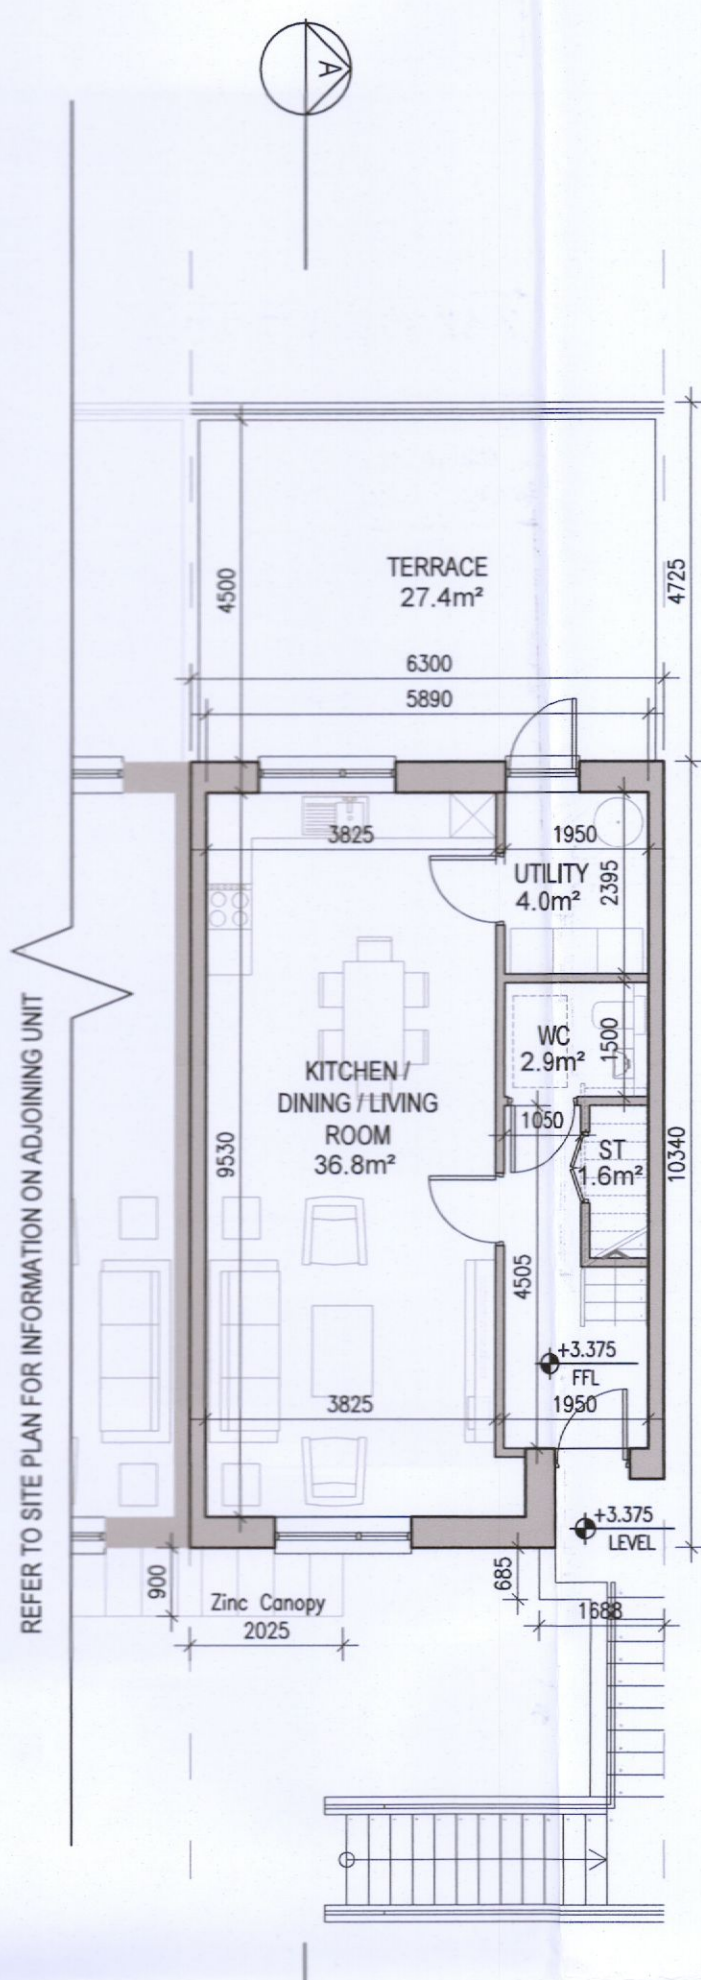 A
TERRACE
27.4m²
4500
4725
6300
5890
3825
1950
UTILITY
4.0m²
2395
WC
2.9m²
1500
KITCHEN /
DINING / LIVING
ROOM
36.8m²
1050
ST
1.6m²
9530
10340
4505
+3.375
FFL
3825
1950
+3.375
LEVEL
900
685
Zinc Canopy
2025
1688
REFER TO SITE PLAN FOR INFORMATION ON ADJOINING UNIT